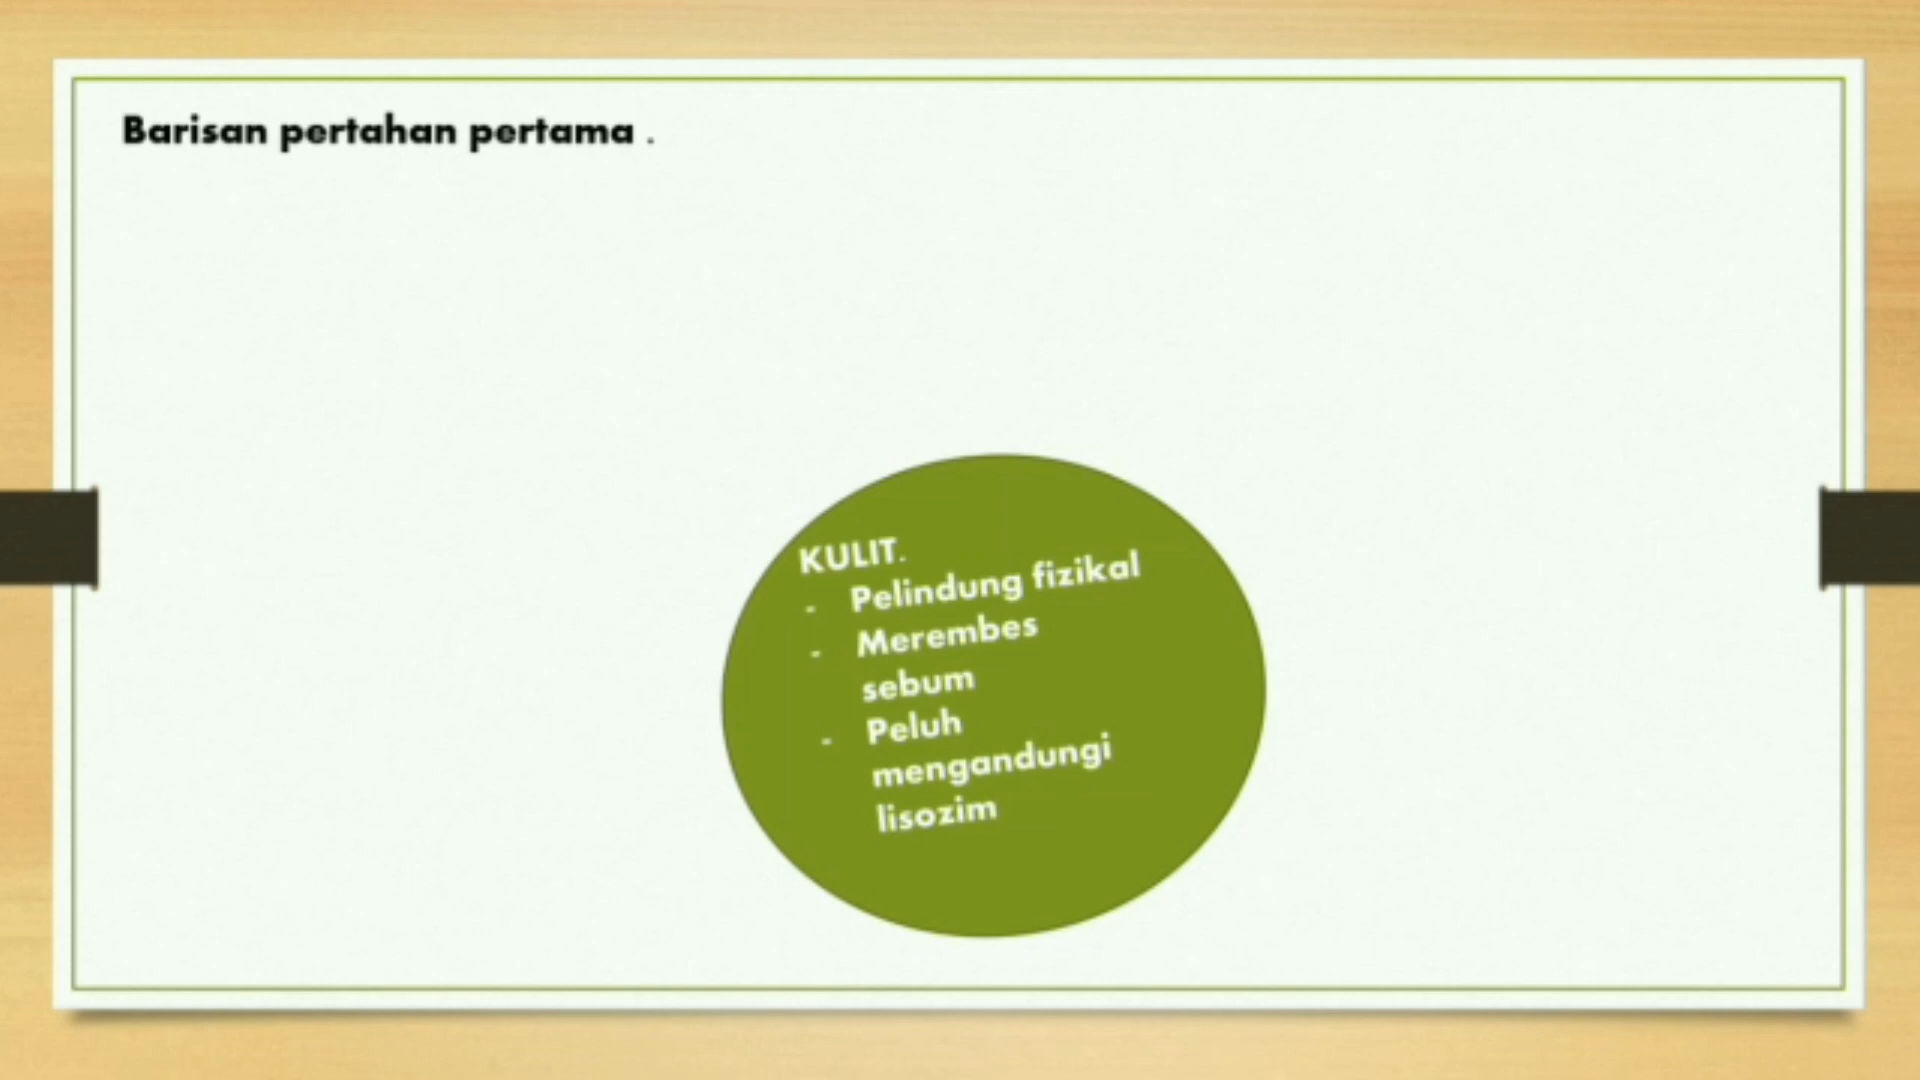 Barisan pertahan pertama .
KULIT.
- Pelindung fizikal
- Merembes
sebum
- Peluh
mengandungi
lisozim